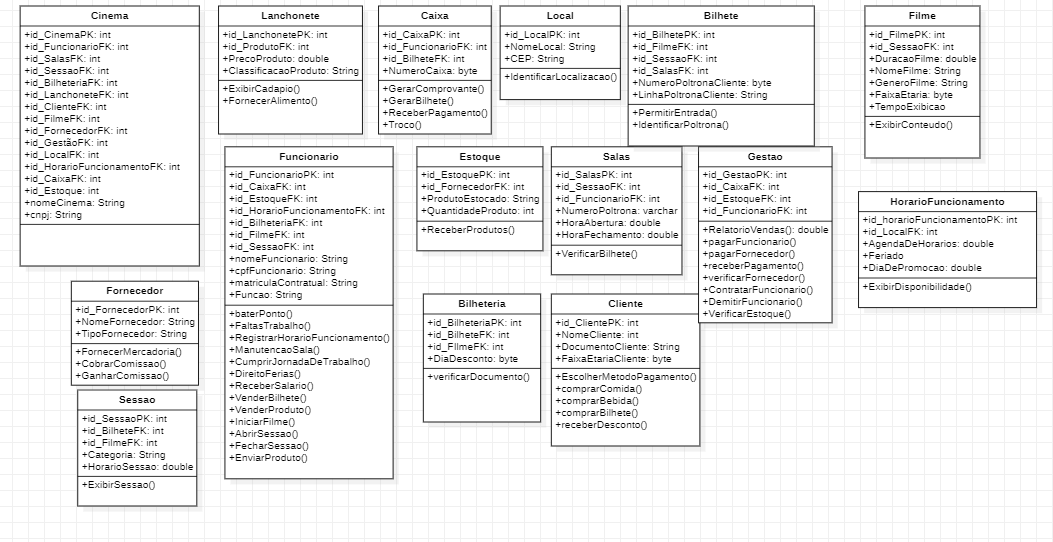 Cinema
+id_CinemaPK: int
+id_FuncionarioFK: int
+id_SalasFK: int
+id_SessaoFK: int
+id_BilheteriaFK: int
+id_LanchoneteFK: int
+id_ClienteFK: int
+id_FilmeFK: int
+id_FornecedorFK: int
+id_GestãoFK: int
+id_LocalFK: int
+id_HorarioFuncionamentoFK: int
+id_CaixaFK: int
+id_Estoque: int
+nomeCinema: String
+cnpj: String
Lanchonete
+id_LanchonetePK: int
+id_ProdutoFK: int
+PrecoProduto: double
+ClassificacaoProduto: String
+ExibirCadapio()
+FornecerAlimento()
Caixa
+id_CaixaPK: int
+id_FuncionarioFK: int
+id_BilheteFK: int
+NumeroCaixa: byte
+GerarComprovante()
+GerarBilhete()
+ReceberPagamento()
+Troco()
Local
+id_LocalPK: int
+NomeLocal: String
+CEP: String
+IdentificarLocalizacao()
Bilhete
+id_BilhetePK: int
+id_FilmeFK: int
+id_SessaoFK: int
+id_SalasFK: int
+NumeroPoltronaCliente: byte
+LinhaPoltronaCliente: String
+PermitirEntrada()
+IdentificarPoltrona()
Filme
+id_FilmePK: int
+id_SessaoFK: int
+DuracaoFilme: double
+NomeFilme: String
+GeneroFilme: String
+FaixaEtaria: byte
+TempoExibicao
+ExibirConteudo()
Funcionario
+id_FuncionarioPK: int
+id_CaixaFK: int
+id_EstoqueFK: int
+id_HorarioFuncionamentoFK: int
+id_BilheteriaFK: int
+id_FilmeFK: int
+id_SessaoFK: int
+nomeFuncionario: String
+cpfFuncionario: String
+matriculaContratual: String
+Funcao: String
+baterPonto()
+FaltasTrabalho()
+RegistrarHorarioFuncionamento()
+ManutencaoSala()
+CumprirJornadaDeTrabalho()
+DireitoFerias()
+ReceberSalario()
+VenderBilhete()
+VenderProduto()
+IniciarFilme()
+AbrirSessao()
+FecharSessao()
+EnviarProduto()
Estoque
+id_EstoquePK: int
+id_FornecedorFK: int
+ProdutoEstocado: String
+QuantidadeProduto: int
+ReceberProdutos()
Salas
+id_SalasPK: int
+id_SessaoFK: int
+id_FuncionarioFK: int
+NumeroPoltrona: varchar
+HoraAbertura: double
+HoraFechamento: double
+VerificarBilhete()
Gestao
+id_GestaoPK: int
+id_CaixaFK: int
+id_EstoqueFK: int
+id_FuncionarioFK: int
+RelatorioVendas(): double
+pagarFuncionario()
+pagarFornecedor()
+receberPagamento()
+verificarFornecedor()
+ContratarFuncionario()
+DemitirFuncionario()
+VerificarEstoque()
HorarioFuncionamento
+id_horarioFuncionamentoPK: int
+id_LocalFK: int
+AgendaDeHorarios: double
+Feriado
+DiaDePromocao: double
+ExibirDisponibilidade()
Fornecedor
+id_FornecedorPK: int
+NomeFornecedor: String
+TipoFornecedor: String
+FornecerMercadoria()
+CobrarComissao()
+GanharComissao()
Bilheteria
+id_BilheteriaPK: int
+id_BilheteFK: int
+id_FIlmeFK: int
+DiaDesconto: byte
+verificarDocumento()
Cliente
+id_ClientePK: int
+NomeCliente: int
+DocumentoCliente: String
+FaixaEtariaCliente: byte
+EscolherMetodoPagamento()
+comprarComida()
+comprarBebida()
+comprarBilhete()
+receberDesconto()
Sessao
+id_SessaoPK: int
+id_BilheteFK: int
+id_FilmeFK: int
+Categoria: String
+HorarioSessao: double
+ExibirSessao()